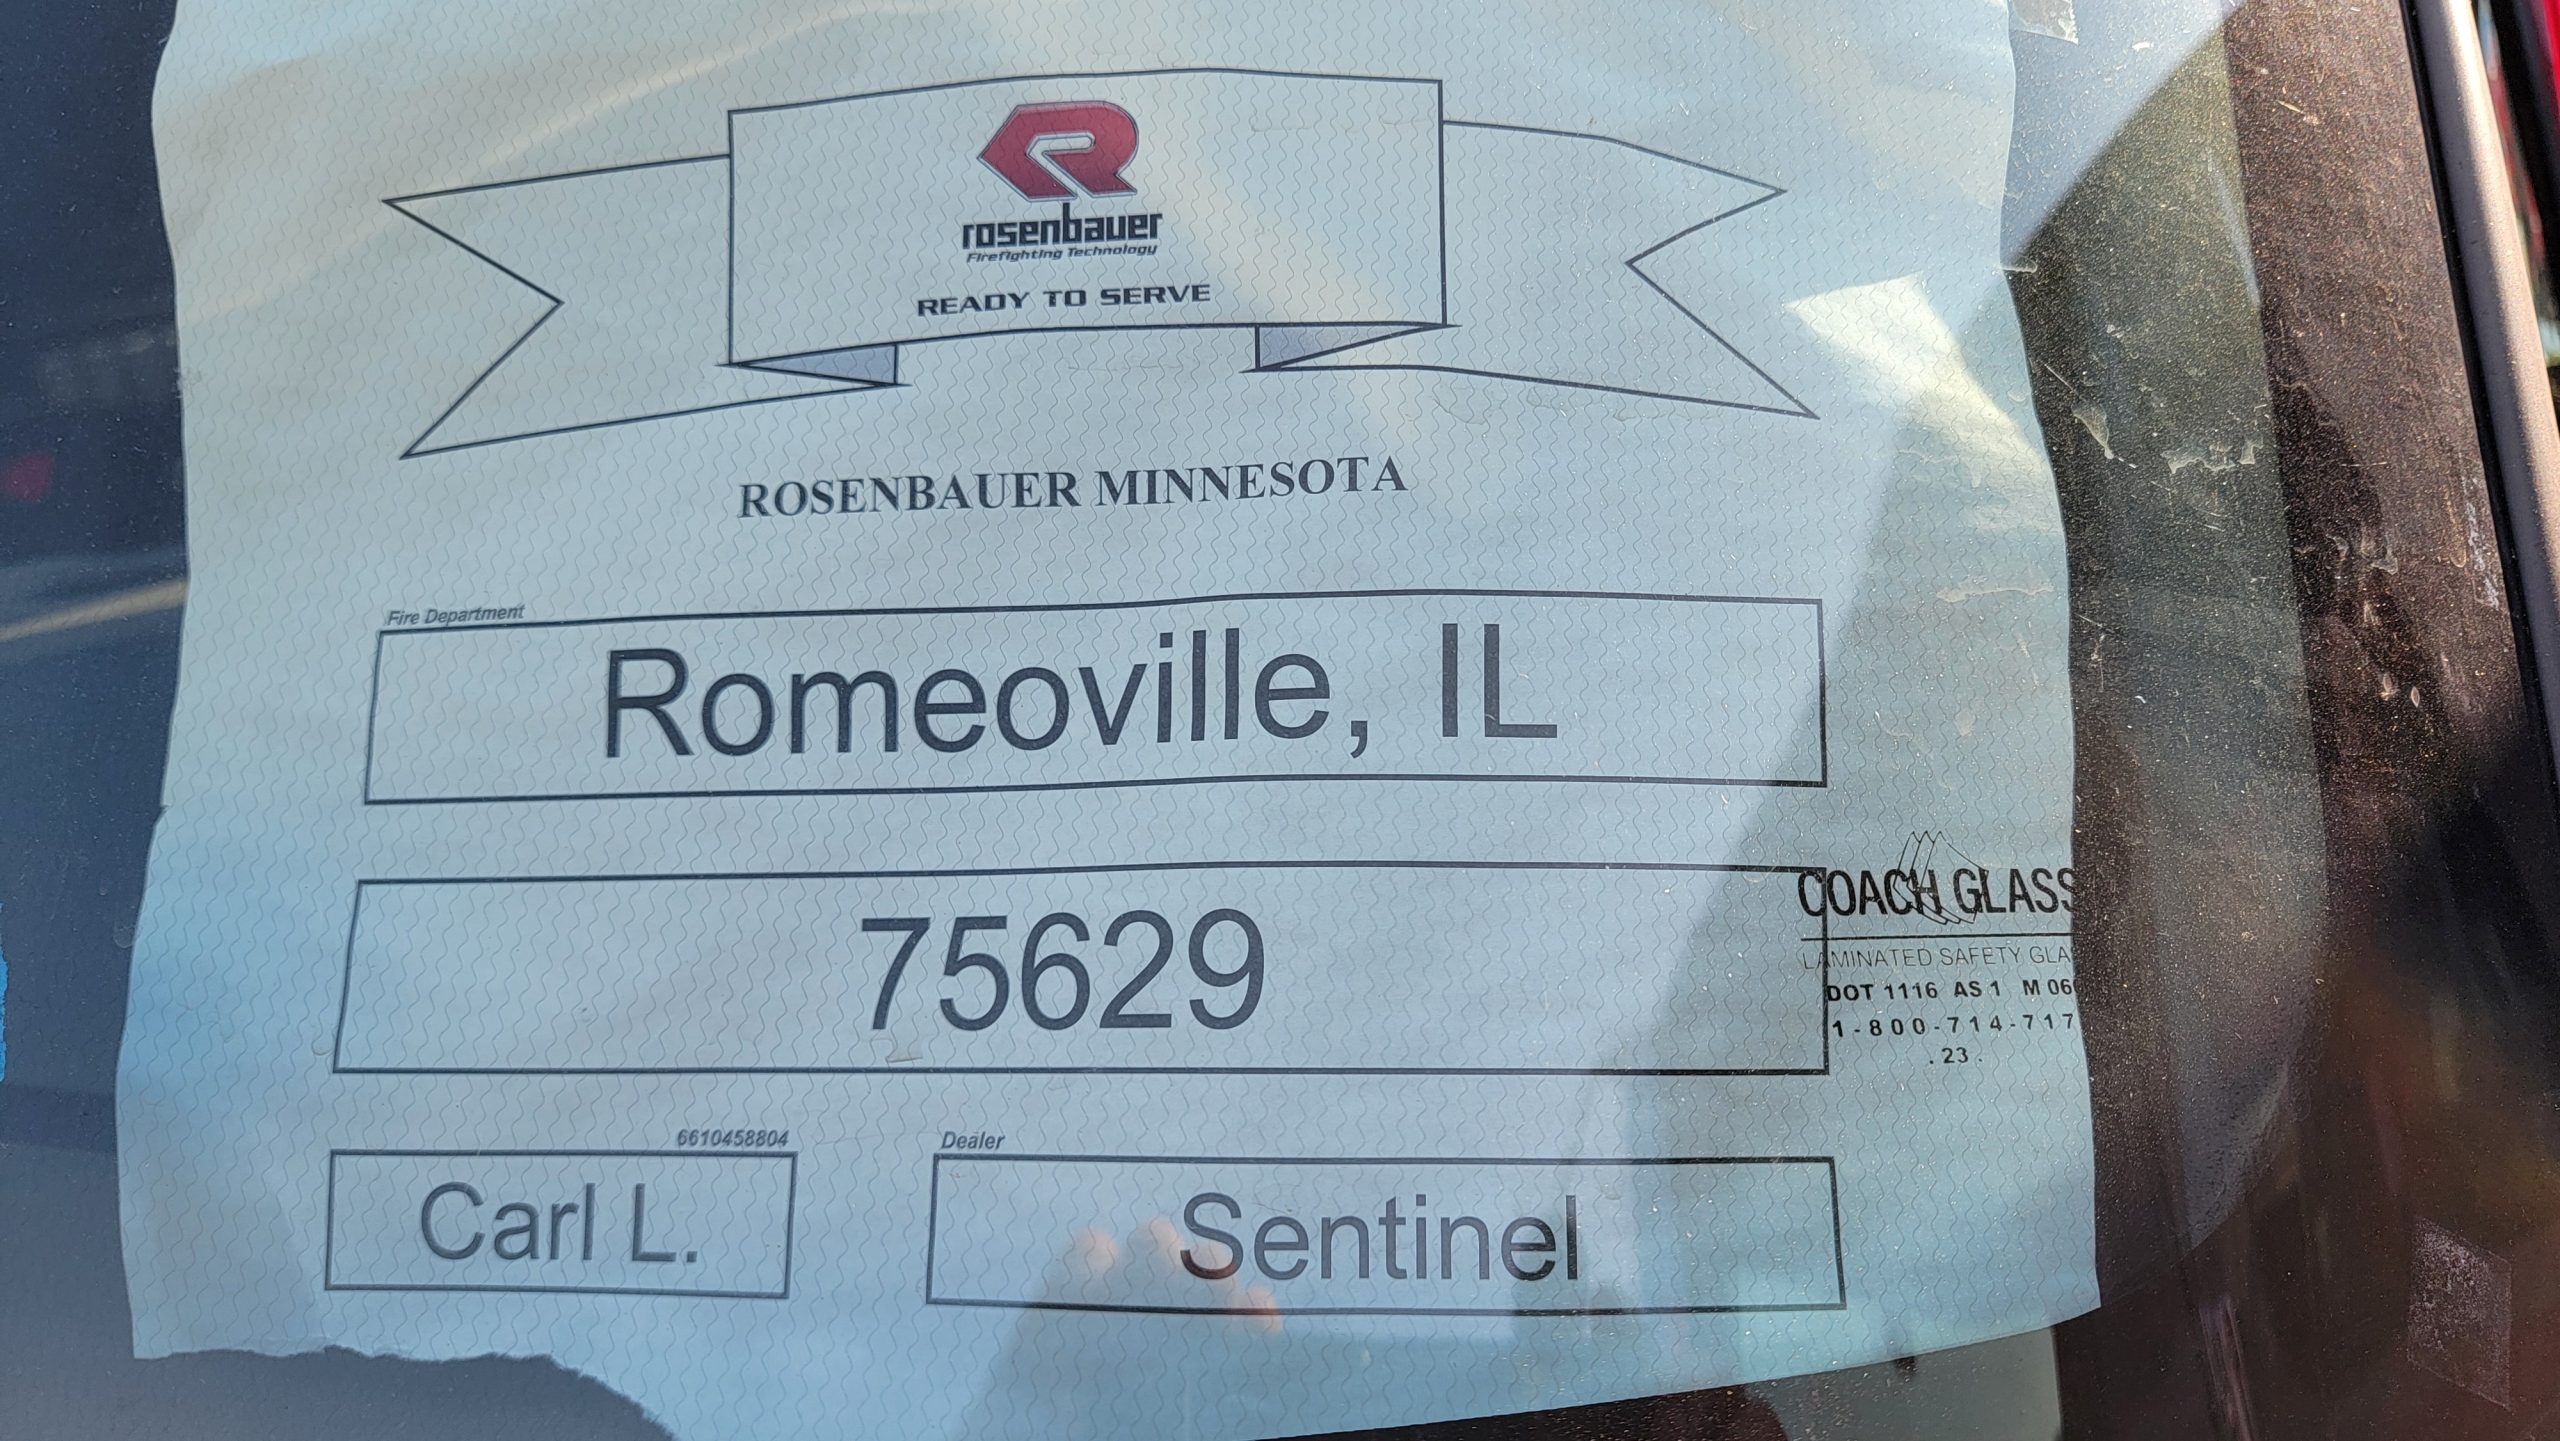 rosenbauer
Firefighting Technology
READY TO SERVE
ROSENBAUER MINNESOTA
Fire Department
Romeoville, IL
75629
COACH GLASS
LAMINATED SAFETY GLA
DOT 1116 AS 1 M 06
1-800-714-717
.23.
6610458804
Carl L.
Dealer
Sentinel